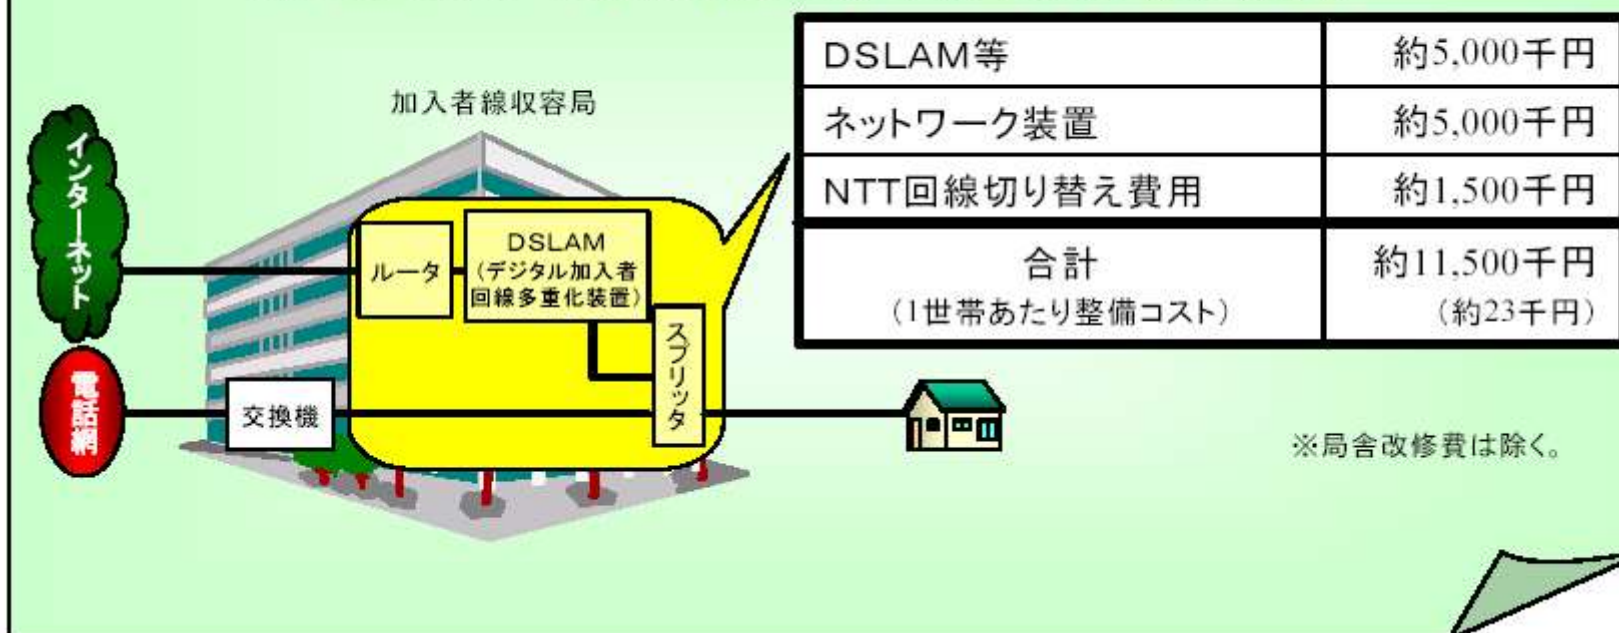 加入者線収容局
インターネット
ルータ
DSLAM
(デジタル加入者
回線多重化装置)
スプリッタ
電話網
交換機
DSLAM等 約5,000千円
ネットワーク装置 約5,000千円
NTT回線切り替え費用 約1,500千円
合計 約11,500千円
(1世帯あたり整備コスト) (約23千円)
※局舎改修費は除く。